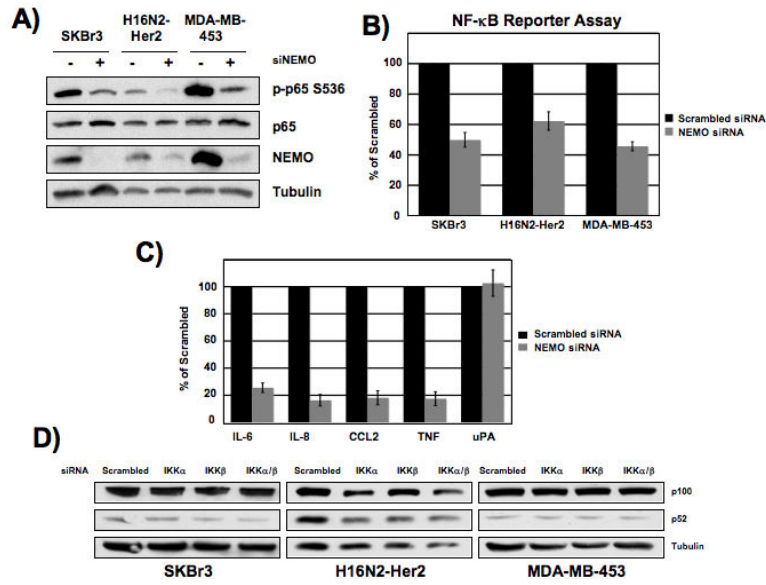 A)
SKBr3
H16N2-
Her2
MDA-MB-
453
- + - + - + siNEMO
p-p65 S536
p65
NEMO
Tubulin
B)
NF-κB Reporter Assay
% of Scrambled
100
80
60
40
20
0
SKBr3 H16N2-Her2 MDA-MB-453
Scrambled siRNA
NEMO siRNA
C)
% of Scrambled
100
80
60
40
20
0
IL-6 IL-8 CCL2 TNF uPA
Scrambled siRNA
NEMO siRNA
D)
siRNA Scrambled IKKα IKKβ IKKα/β Scrambled IKKα IKKβ IKKα/β Scrambled IKKα IKKβ IKKα/β
p100
p52
Tubulin
SKBr3 H16N2-Her2 MDA-MB-453